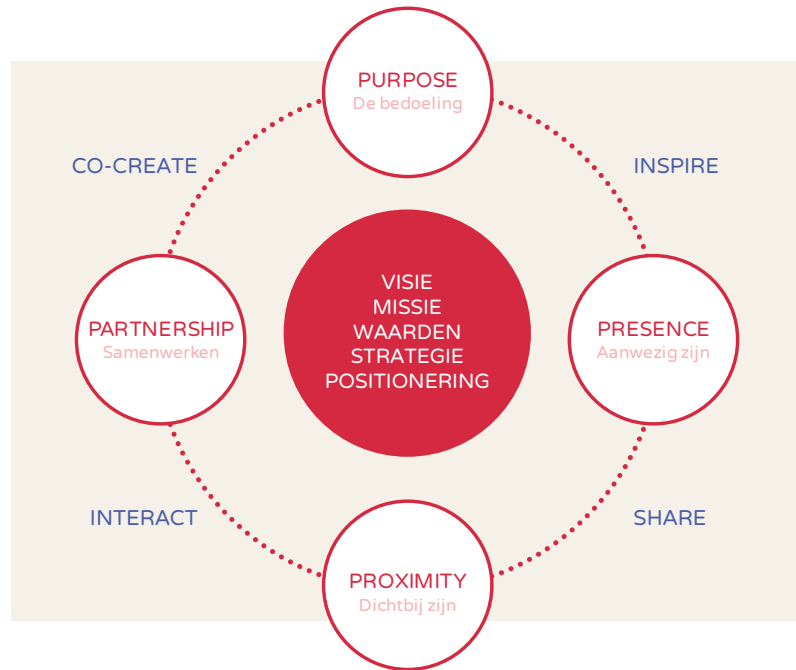 PURPOSE
De bedoeling
CO-CREATE
INSPIRE
VISIE
MISSIE
WAARDEN
STRATEGIE
POSITIONERING
PARTNERSHIP
Samenwerken
PRESENCE
Aanwezig zijn
INTERACT
SHARE
PROXIMITY
Dichtbij zijn